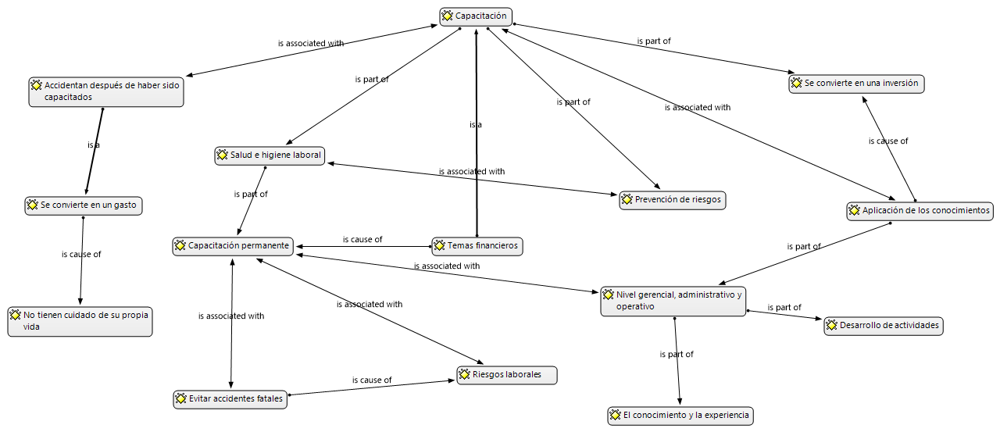 Capacitación
is part of
is associated with
Accidentan después de haber sido
capacitados
is part of
Se convierte en una inversión
is part of
is associated with
is a
is a
is cause of
Salud e higiene laboral
is associated with
is part of
Prevención de riesgos
Se convierte en un gasto
Aplicación de los conocimientos
is cause of
Capacitación permanente
is cause of
Temas financieros
is part of
is associated with
No tienen cuidado de su propia
vida
is associated with
is associated with
Nivel gerencial, administrativo y
operativo
is part of
Desarrollo de actividades
is part of
Riesgos laborales
is cause of
Evitar accidentes fatales
El conocimiento y la experiencia